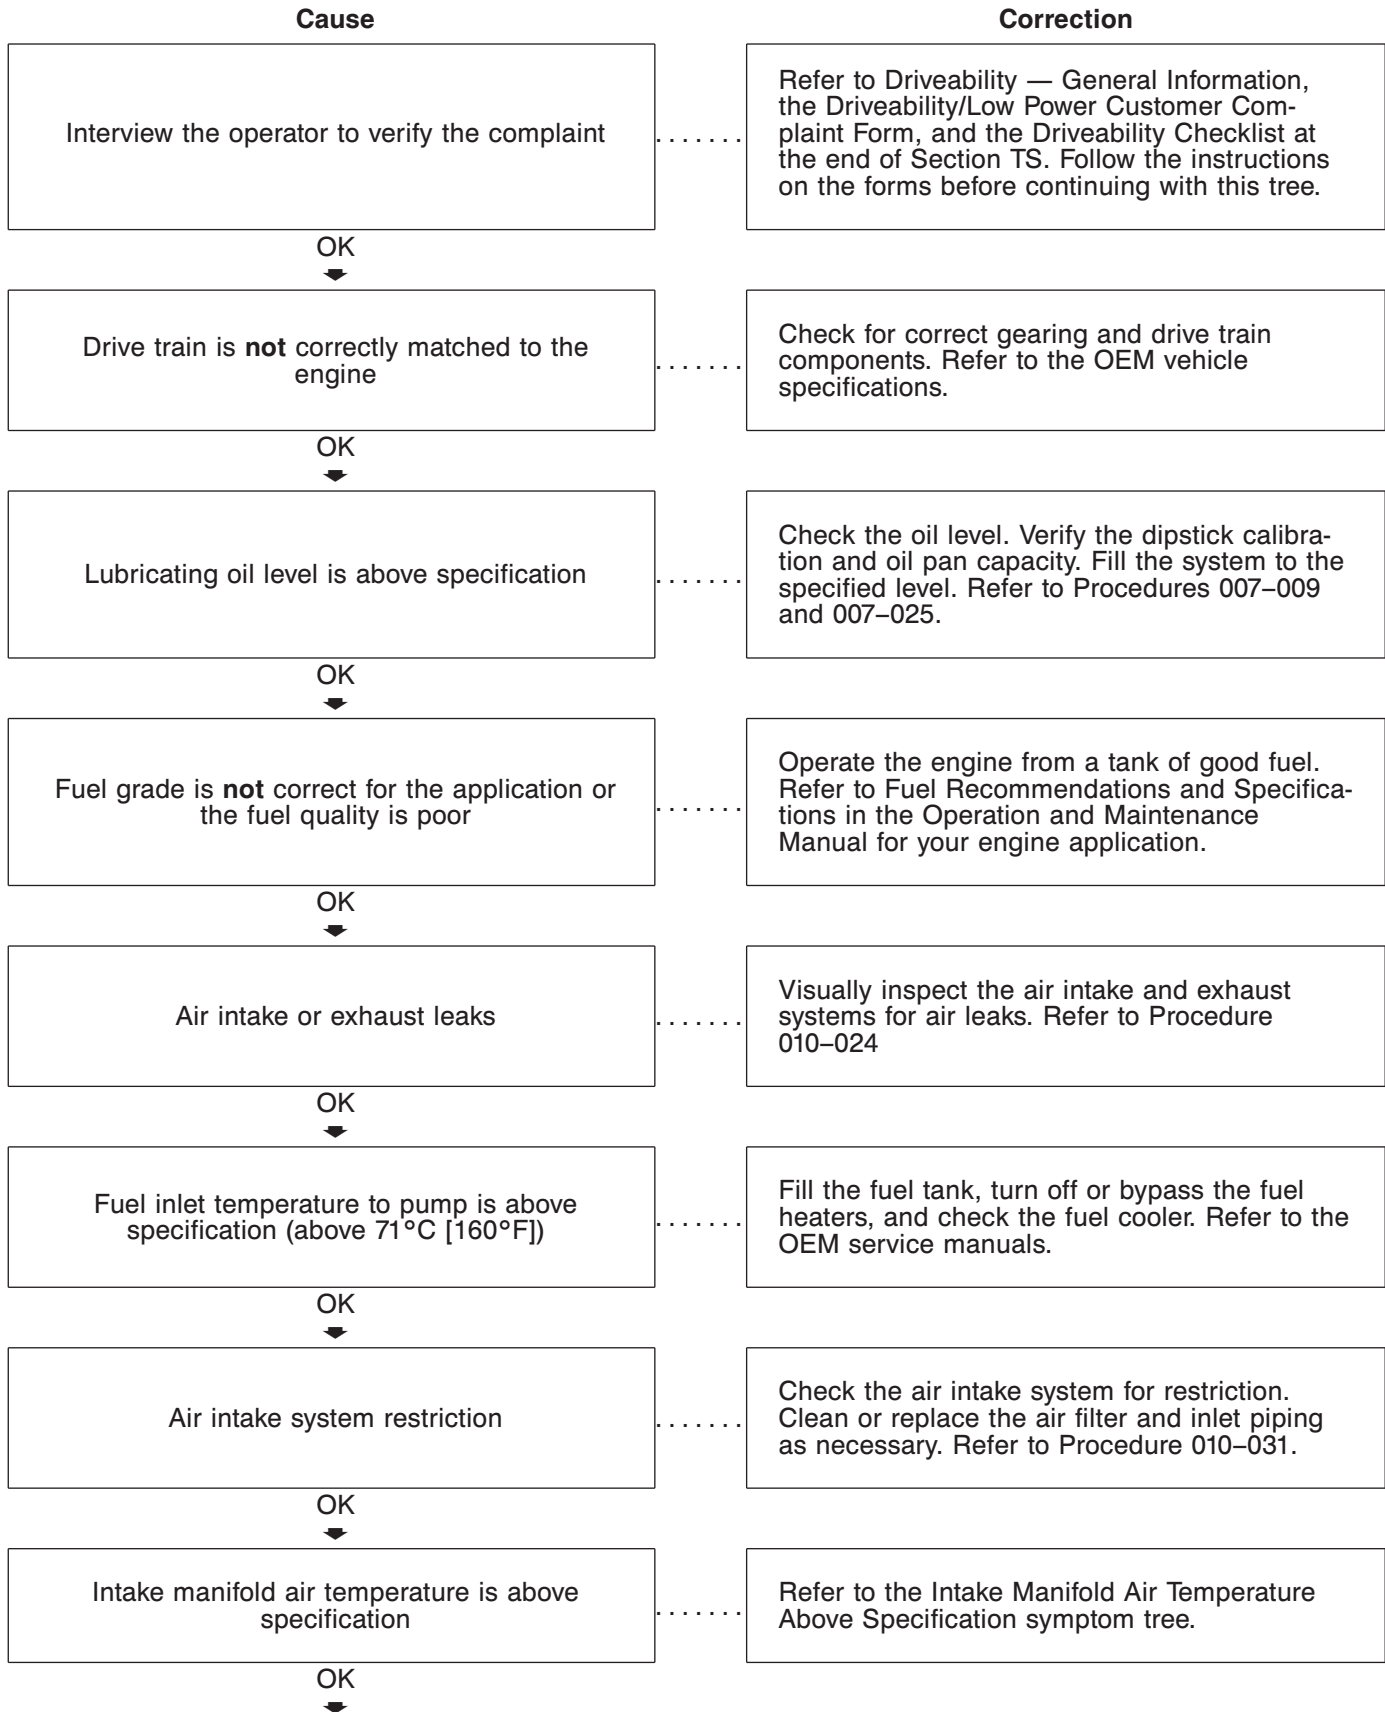 Cause
Correction
Interview the operator to verify the complaint
. . . . . . .
Refer to Driveability — General Information,
the Driveability/Low Power Customer Com-
plaint Form, and the Driveability Checklist at
the end of Section TS. Follow the instructions
on the forms before continuing with this tree.
OK
Drive train is not correctly matched to the
engine
. . . . . . .
Check for correct gearing and drive train
components. Refer to the OEM vehicle
specifications.
OK
Lubricating oil level is above specification
. . . . . . .
Check the oil level. Verify the dipstick calibra-
tion and oil pan capacity. Fill the system to the
specified level. Refer to Procedures 007–009
and 007–025.
OK
Fuel grade is not correct for the application or
the fuel quality is poor
. . . . . . .
Operate the engine from a tank of good fuel.
Refer to Fuel Recommendations and Specifica-
tions in the Operation and Maintenance
Manual for your engine application.
OK
Air intake or exhaust leaks
. . . . . . .
Visually inspect the air intake and exhaust
systems for air leaks. Refer to Procedure
010–024
OK
Fuel inlet temperature to pump is above
specification (above 71°C [160°F])
. . . . . . .
Fill the fuel tank, turn off or bypass the fuel
heaters, and check the fuel cooler. Refer to the
OEM service manuals.
OK
Air intake system restriction
. . . . . . .
Check the air intake system for restriction.
Clean or replace the air filter and inlet piping
as necessary. Refer to Procedure 010–031.
OK
Intake manifold air temperature is above
specification
. . . . . . .
Refer to the Intake Manifold Air Temperature
Above Specification symptom tree.
OK